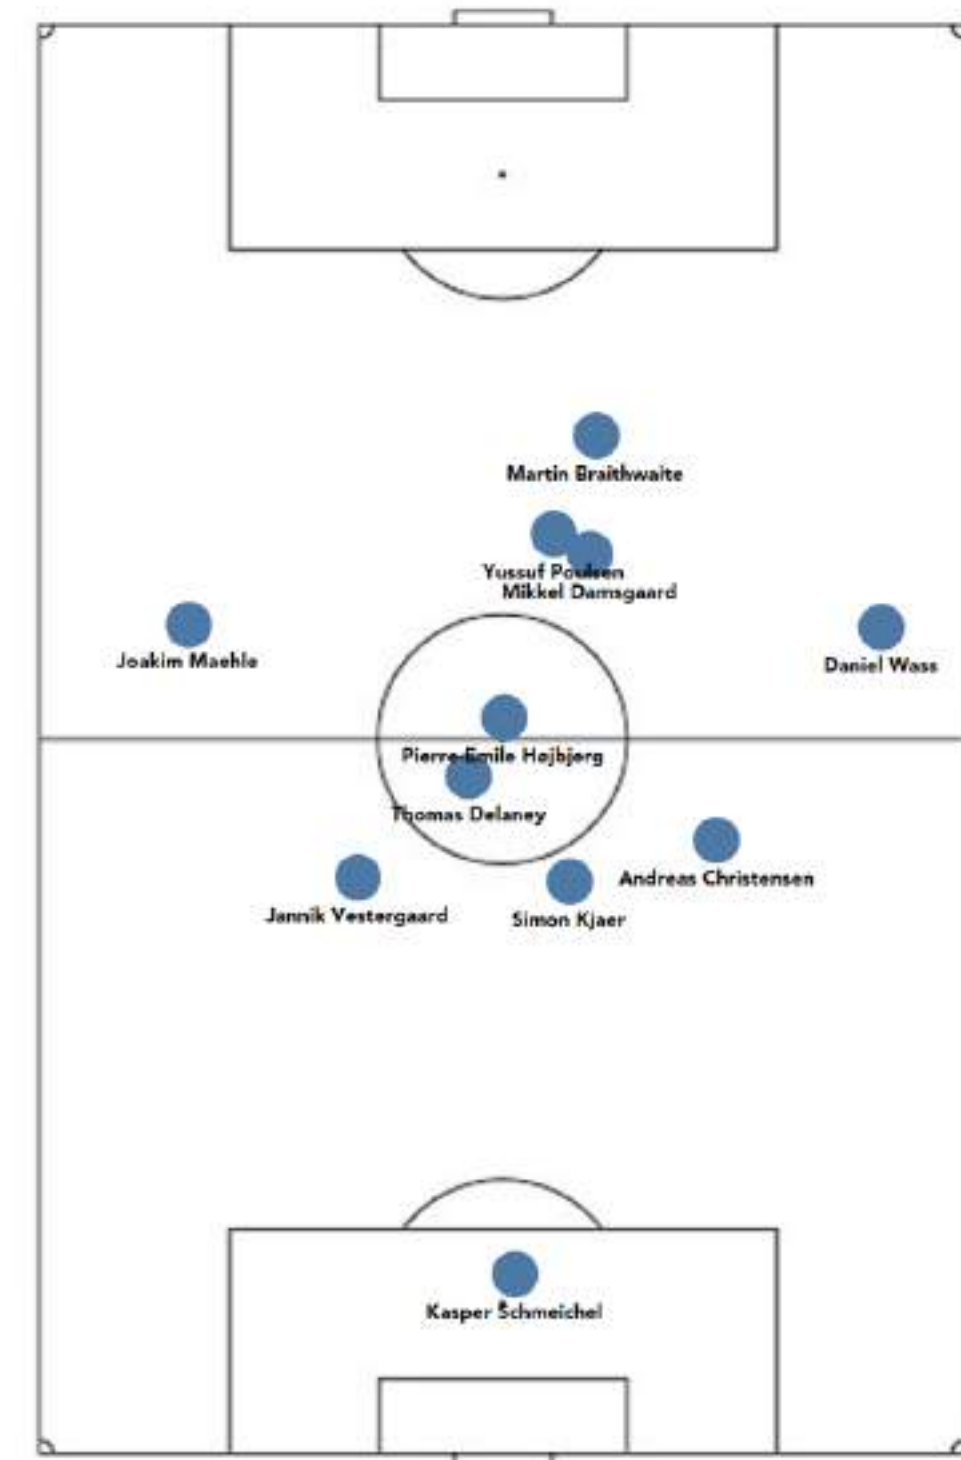 Martin Braithwaite
Yussuf Poulsen
Mikkel Damsgaard
Joakim Maehle
Daniel Wass
Pierre-Emile Højbjerg
Thomas Delaney
Andreas Christensen
Jannik Vestergaard
Simon Kjaer
Kasper Schmeichel